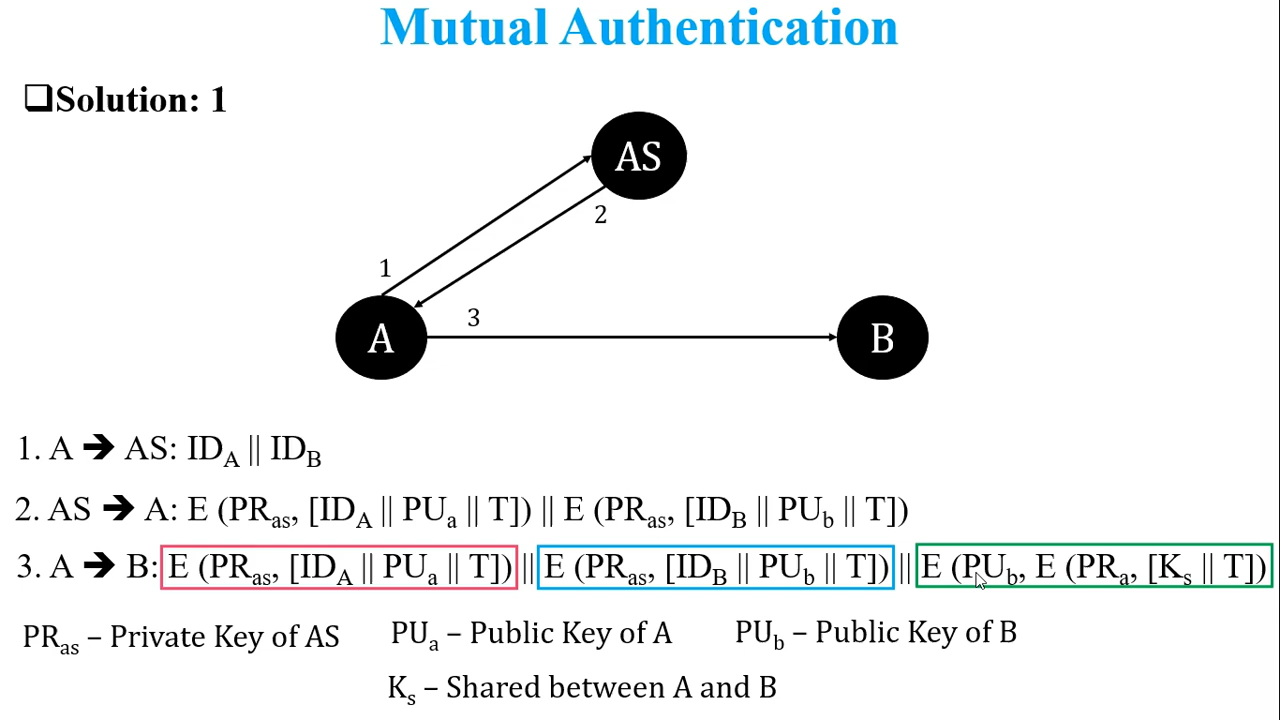 Mutual Authentication
❑Solution: 1
AS
2
1
3
A
B
1. A ➔ AS: ID_A || ID_B
2. AS ➔ A: E (PR_as, [ID_A || PU_a || T]) || E (PR_as, [ID_B || PU_b || T])
3. A ➔ B: E (PR_as, [ID_A || PU_a || T]) || E (PR_as, [ID_B || PU_b || T]) || E (PU_b, E (PR_a, [K_s || T])
PR_as – Private Key of AS PU_a – Public Key of A PU_b – Public Key of B
K_s – Shared between A and B